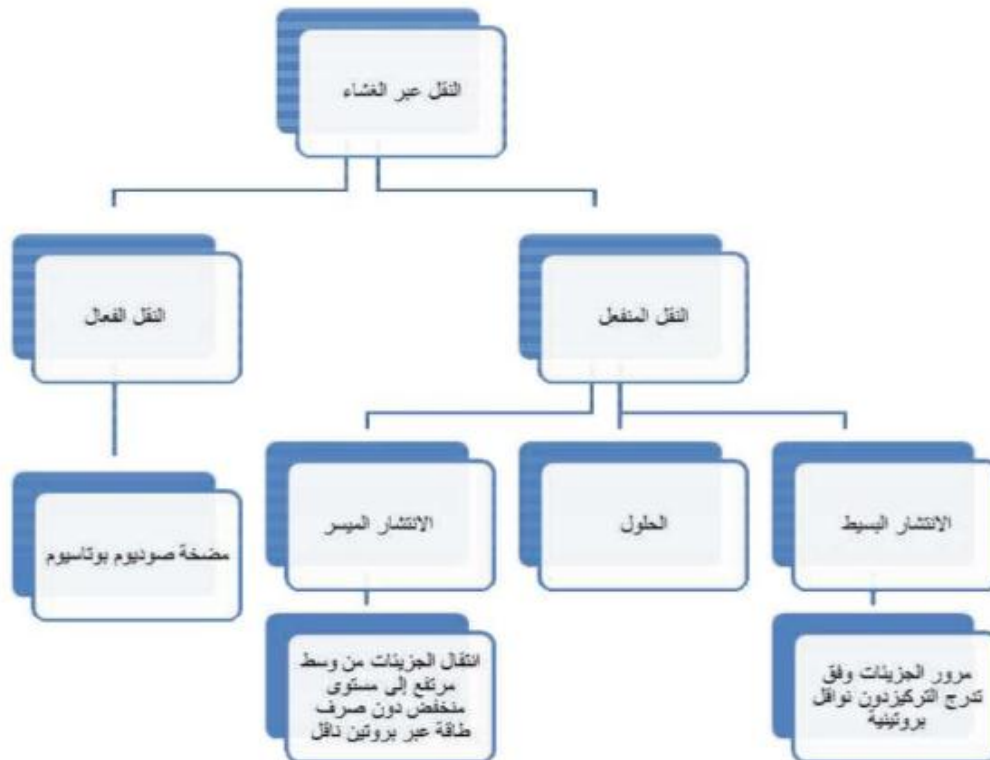 النقل عبر الغشاء
النقل المنفعل
النقل الفعال
الانتشار البسيط
الحلول
الانتشار الميسر
مضخة صوديوم بوتاسيوم
مرور الجزيئات وفق
تدرج التركيزدون نواقل
بروتينية
انتقال الجزيئات من وسط
مرتفع إلى مستوى
منخفض دون صرف
طاقة عبر بروتين ناقل